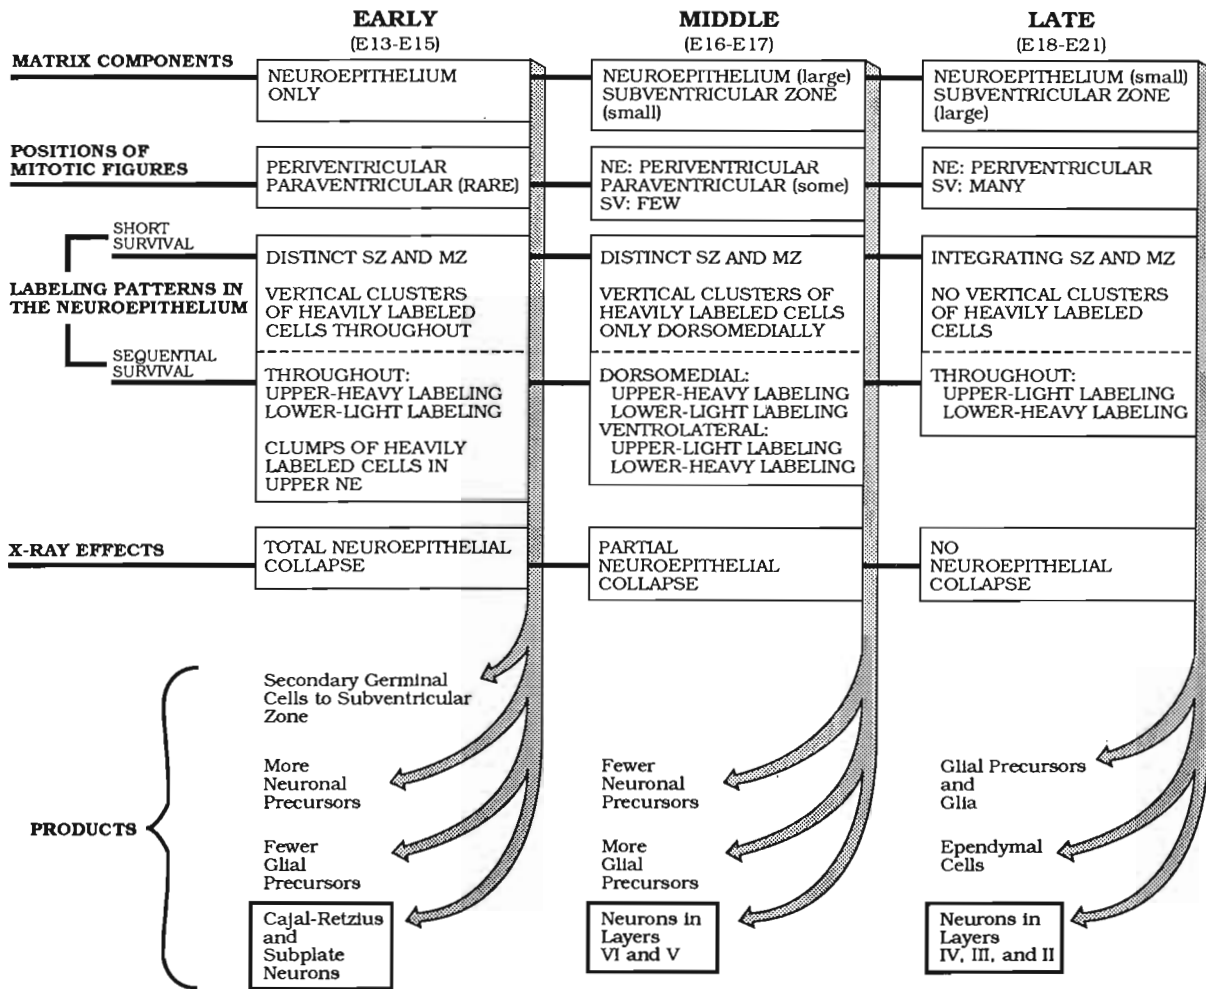 EARLY
(E13-E15)
MIDDLE
(E16-E17)
LATE
(E18-E21)
MATRIX COMPONENTS
NEUROEPITHELIUM
ONLY
NEUROEPITHELIUM (large)
SUBVENTRICULAR ZONE
(small)
NEUROEPITHELIUM (small)
SUBVENTRICULAR ZONE
(large)
POSITIONS OF
MITOTIC FIGURES
PERIVENTRICULAR
PARAVENTRICULAR (RARE)
NE: PERIVENTRICULAR
PARAVENTRICULAR (some)
SV: FEW
NE: PERIVENTRICULAR
SV: MANY
LABELING PATTERNS IN
THE NEUROEPITHELIUM
SHORT
SURVIVAL
DISTINCT SZ AND MZ
VERTICAL CLUSTERS
OF HEAVILY LABELED
CELLS THROUGHOUT
DISTINCT SZ AND MZ
VERTICAL CLUSTERS OF
HEAVILY LABELED CELLS
ONLY DORSOMEDIALLY
INTEGRATING SZ AND MZ
NO VERTICAL CLUSTERS
OF HEAVILY LABELED
CELLS
SEQUENTIAL
SURVIVAL
THROUGHOUT:
UPPER-HEAVY LABELING
LOWER-LIGHT LABELING
CLUMPS OF HEAVILY
LABELED CELLS IN
UPPER NE
DORSOMEDIAL:
UPPER-HEAVY LABELING
LOWER-LIGHT LABELING
VENTROLATERAL:
UPPER-LIGHT LABELING
LOWER-HEAVY LABELING
THROUGHOUT:
UPPER-LIGHT LABELING
LOWER-HEAVY LABELING
X-RAY EFFECTS
TOTAL NEUROEPITHELIAL
COLLAPSE
PARTIAL
NEUROEPITHELIAL
COLLAPSE
NO
NEUROEPITHELIAL
COLLAPSE
PRODUCTS
Secondary Germinal
Cells to Subventricular
Zone
More
Neuronal
Precursors
Fewer
Glial
Precursors
Cajal-Retzius
and
Subplate
Neurons
Fewer
Neuronal
Precursors
More
Glial
Precursors
Neurons in
Layers
VI and V
Glial Precursors
and
Glia
Ependymal
Cells
Neurons in
Layers
IV, III, and II